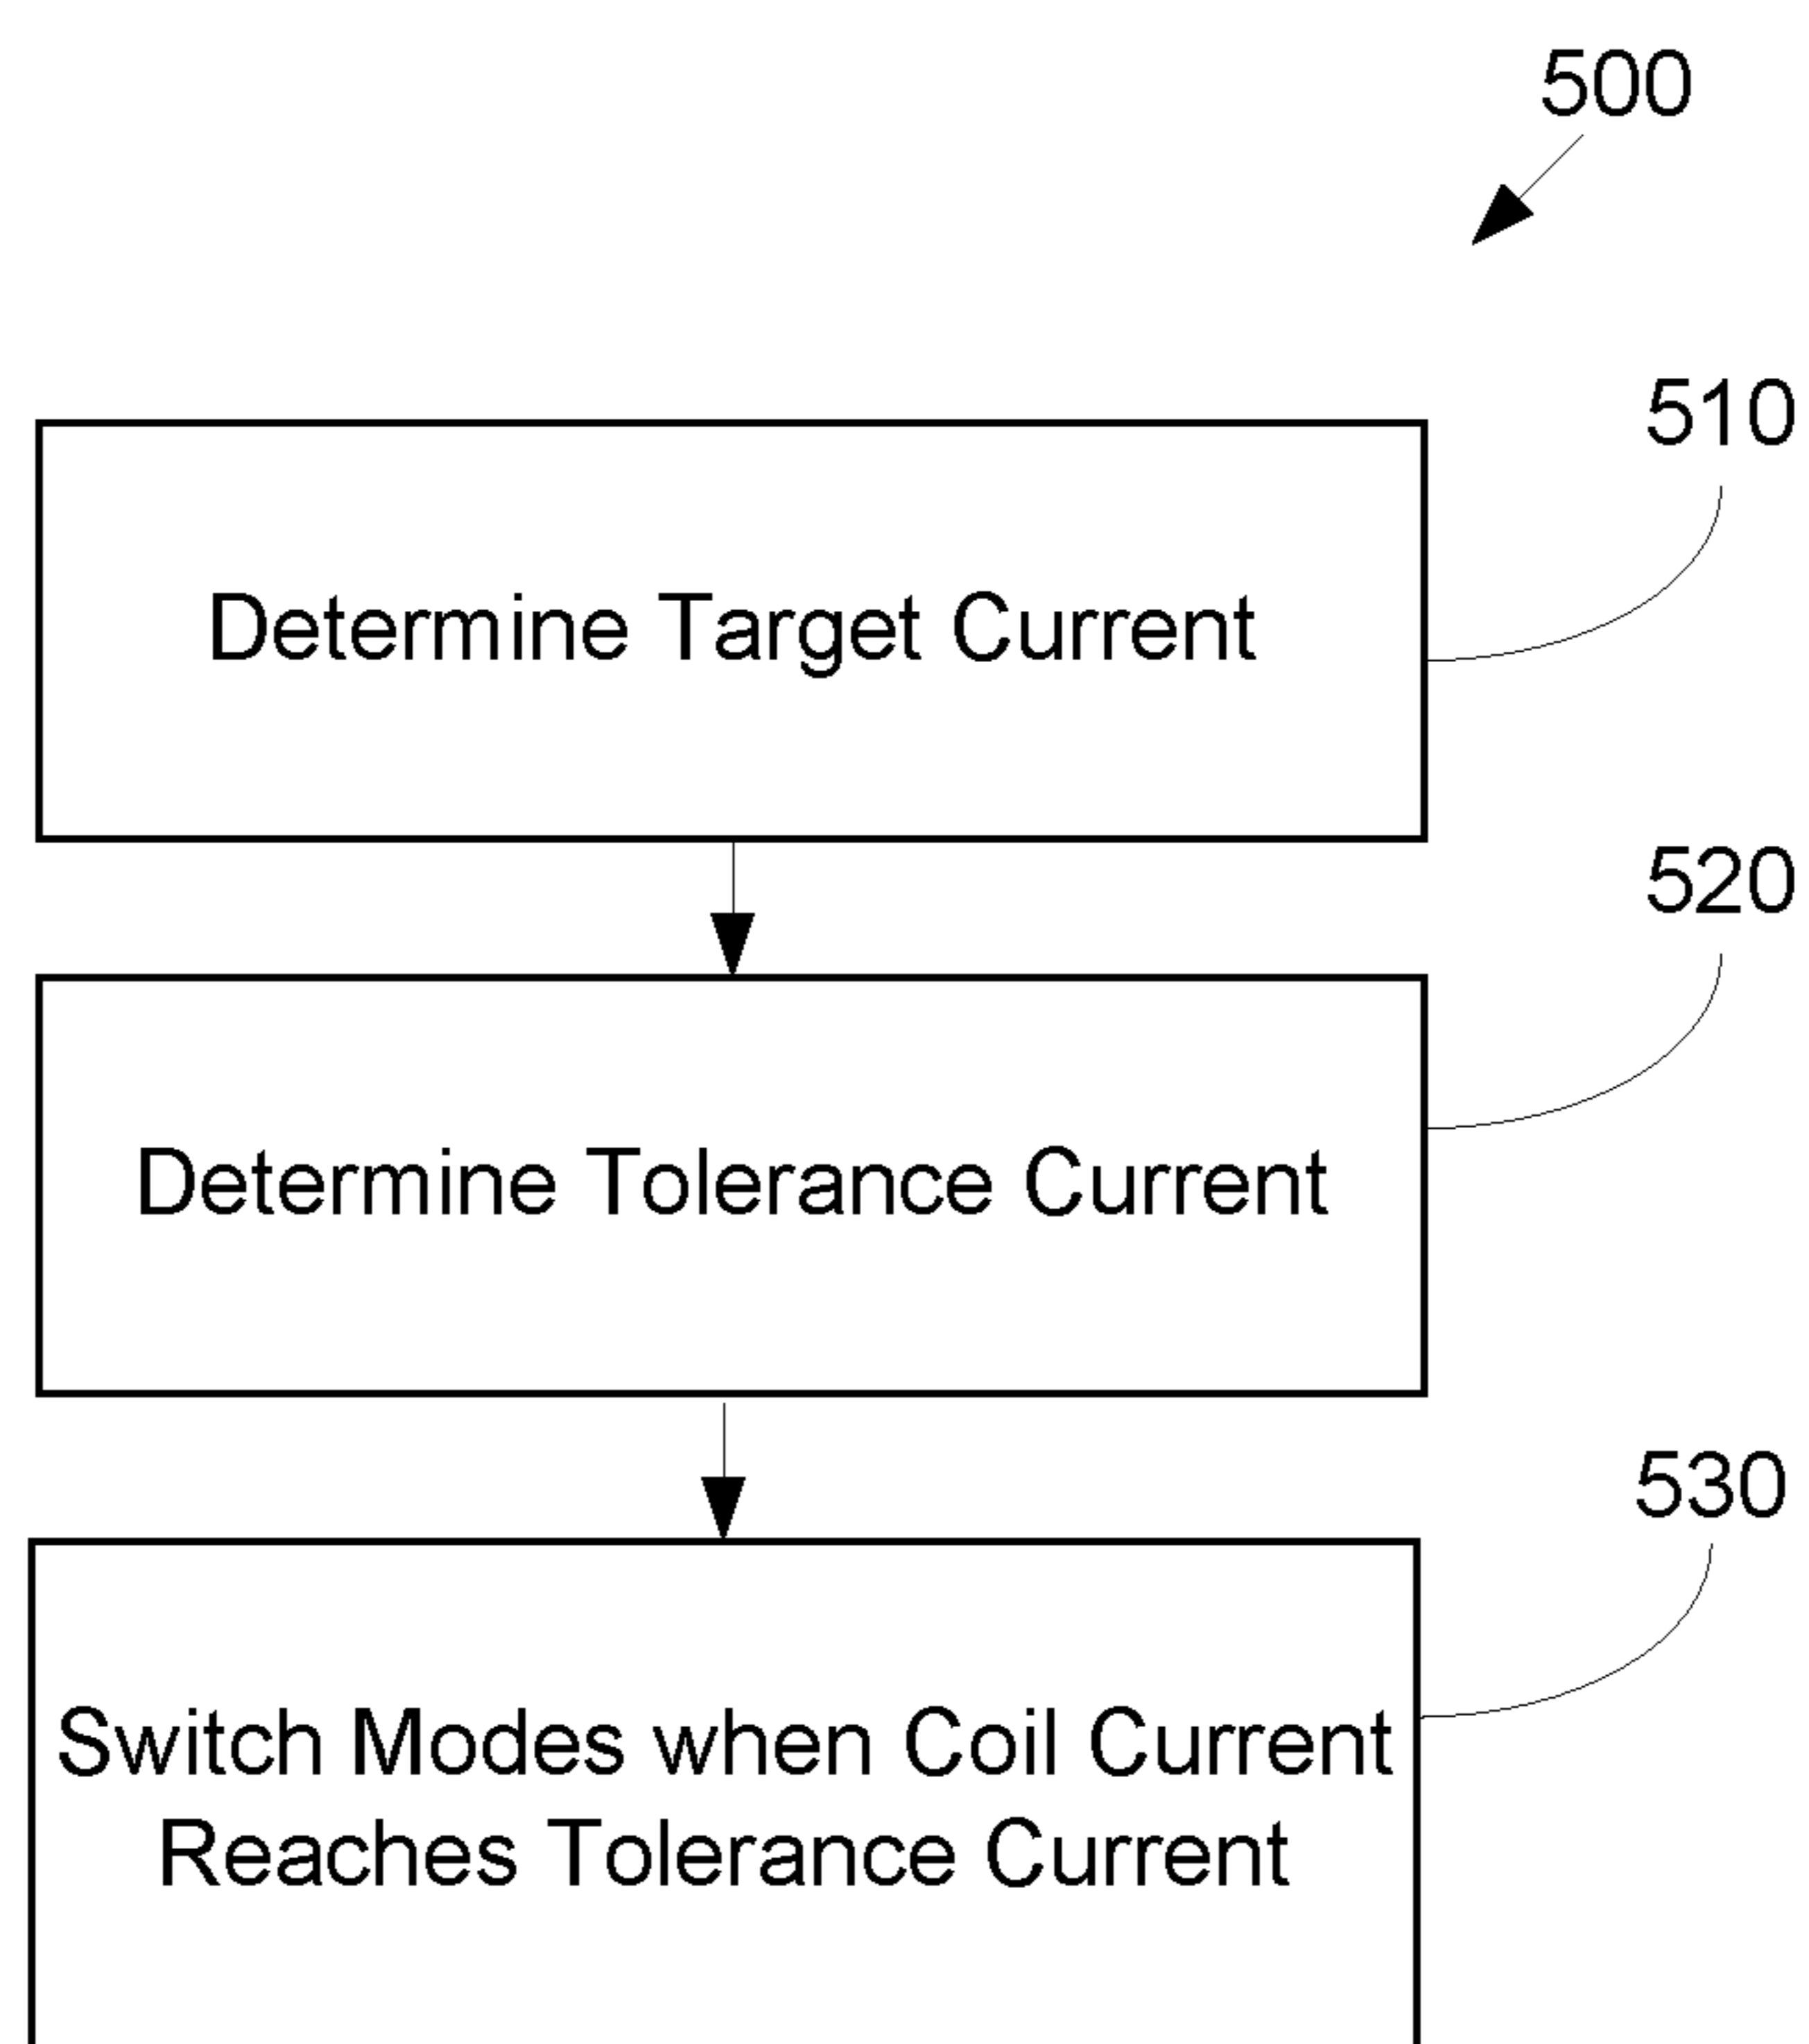 500
510
Determine Target Current
520
Determine Tolerance Current
530
Switch Modes when Coil Current
Reaches Tolerance Current